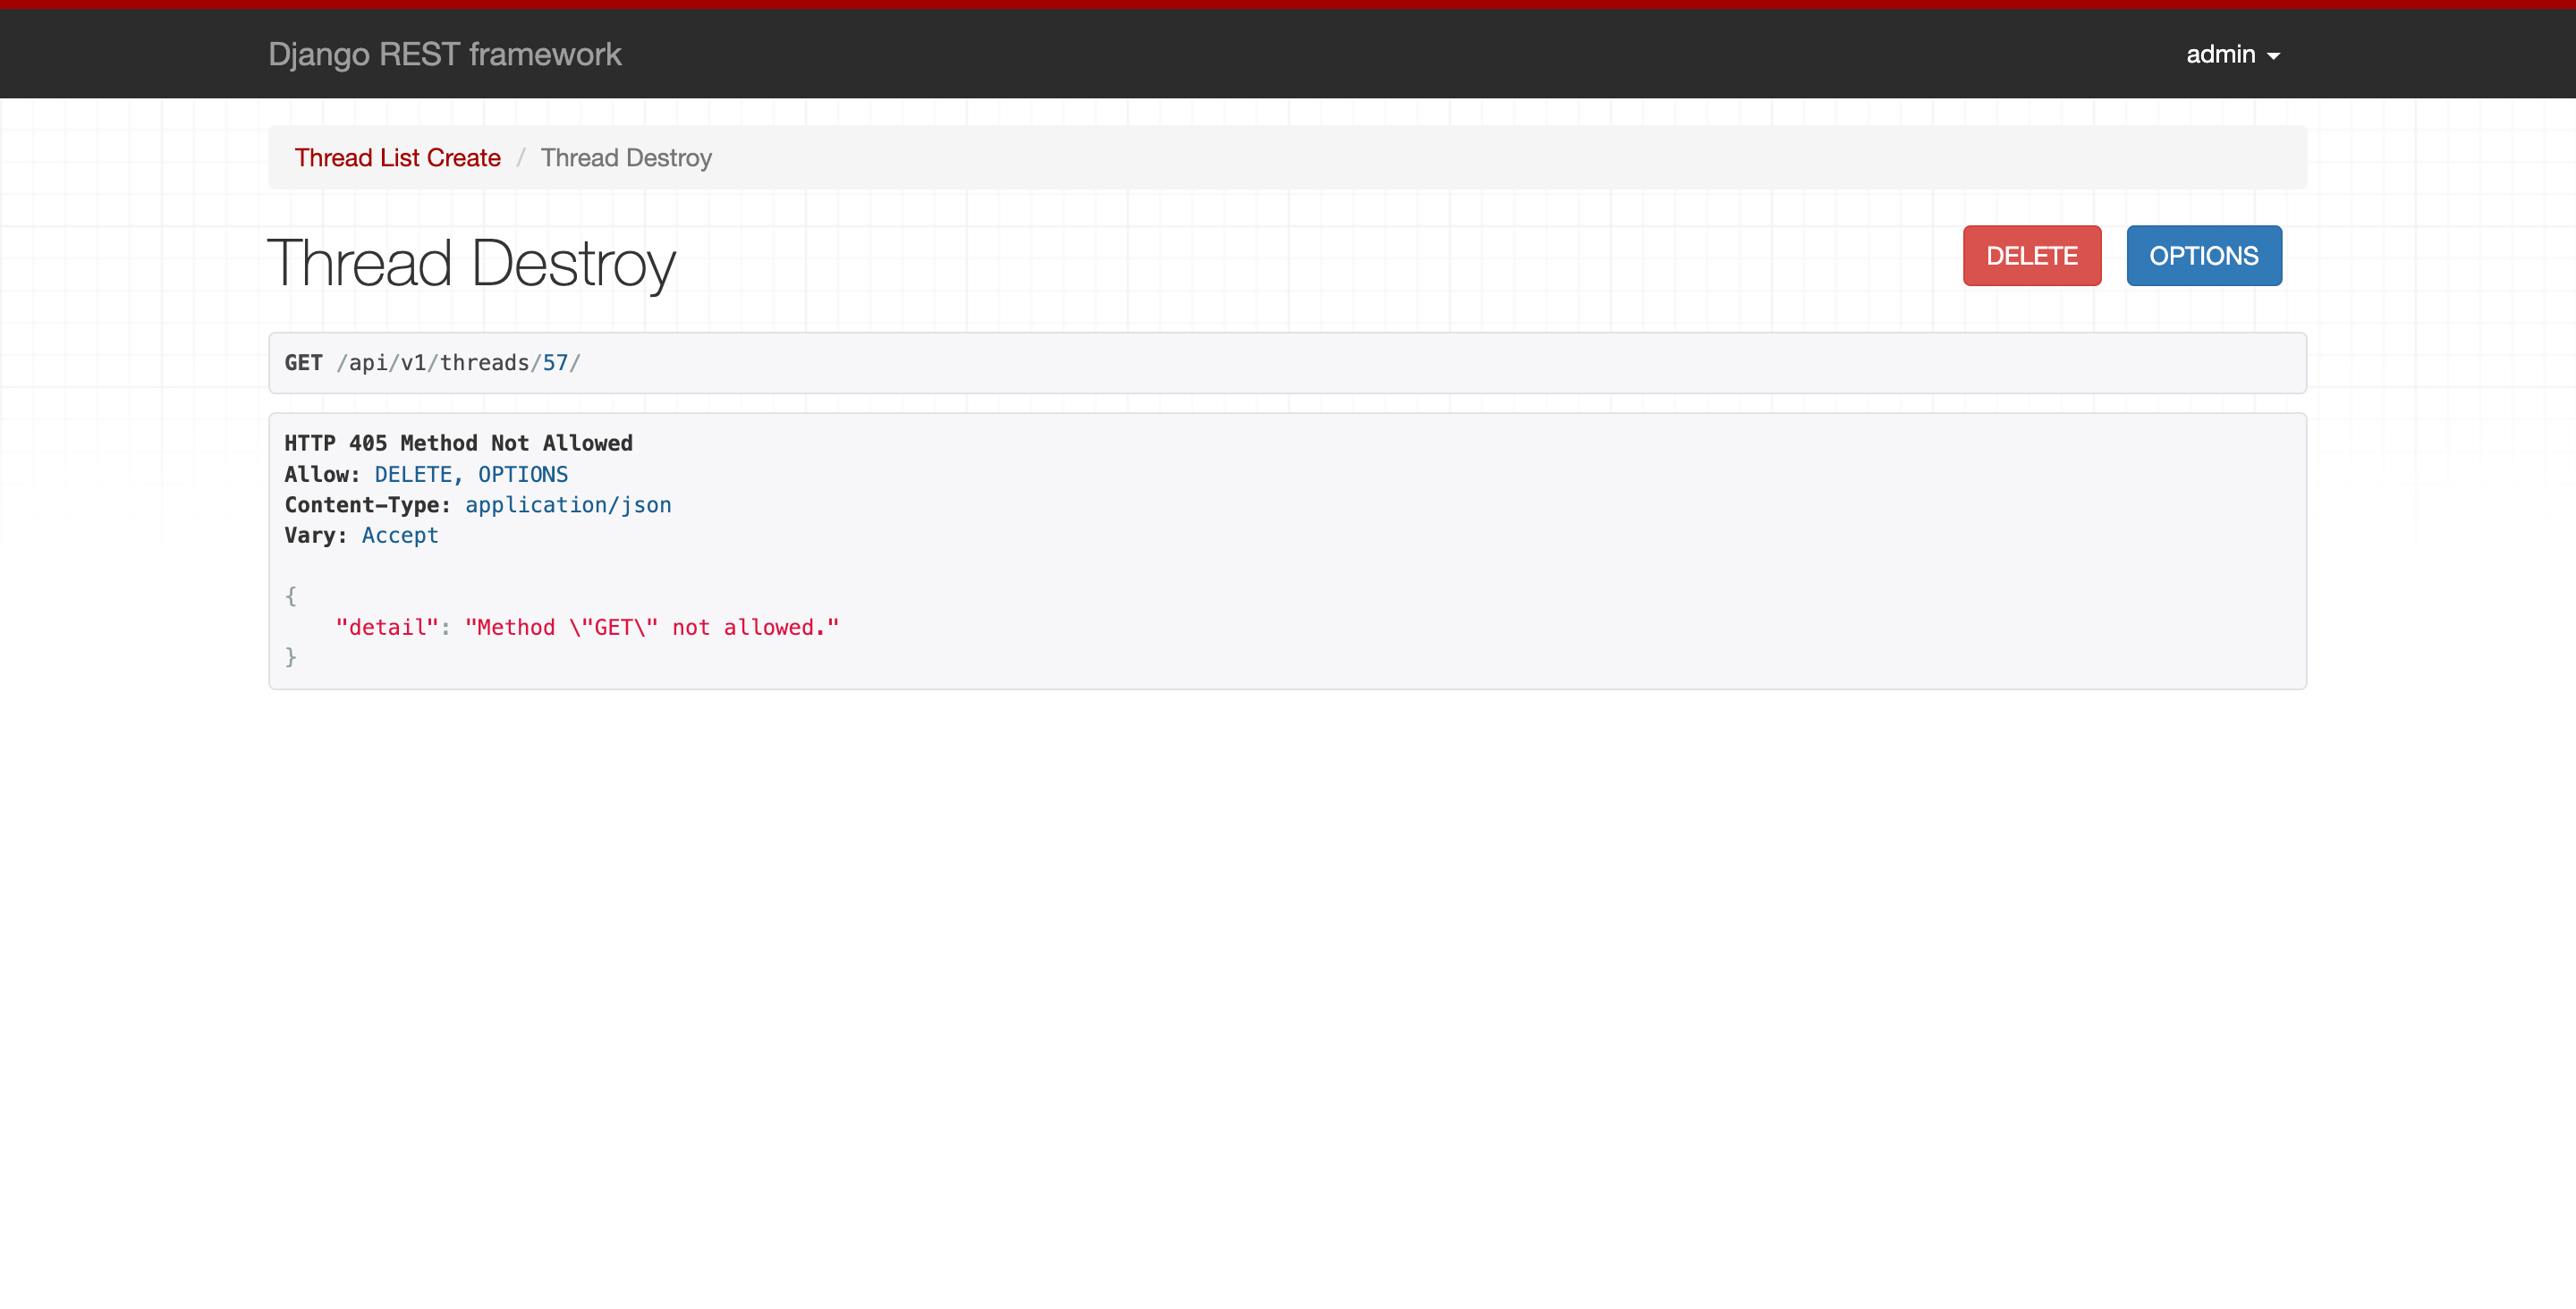 Django REST framework
admin
Thread List Create / Thread Destroy
Thread Destroy
DELETE
OPTIONS
GET /api/v1/threads/57/
HTTP 405 Method Not Allowed
Allow: DELETE, OPTIONS
Content-Type: application/json
Vary: Accept
{
    "detail": "Method \"GET\" not allowed."
}